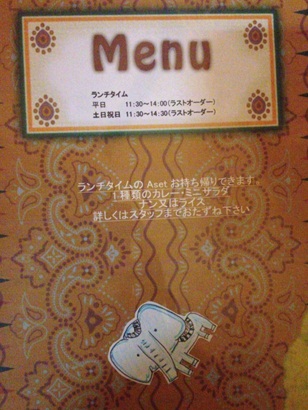 Menu
ランチタイム
平日 11:30～14:00(ラストオーダー)
土日祝日 11:30～14:30(ラストオーダー)
ランチタイムの Aset お持ち帰りできます。
1 種類のカレー・ミニサラダ
ナン又はライス
詳しくはスタッフまでおたずね下さい